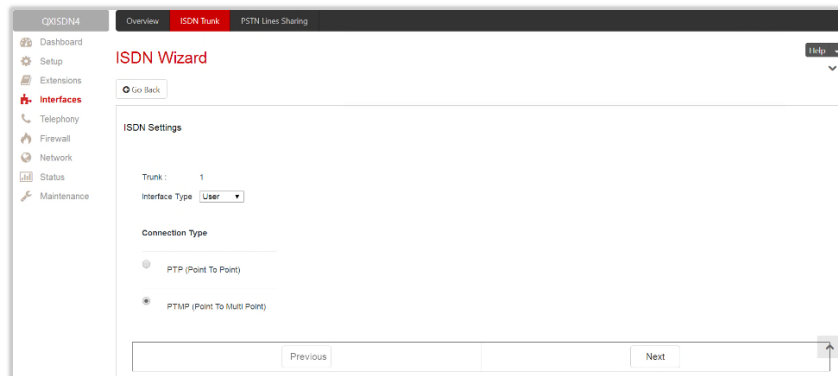 QXISDN4
Overview ISDN Trunk PSTN Lines Sharing
Dashboard
Setup
Extensions
Interfaces
Telephony
Firewall
Network
Status
Maintenance
ISDN Wizard
Help
Go Back
ISDN Settings
Trunk : 1
Interface Type User
Connection Type
PTP (Point To Point)
PTMP (Point To Multi Point)
Previous Next